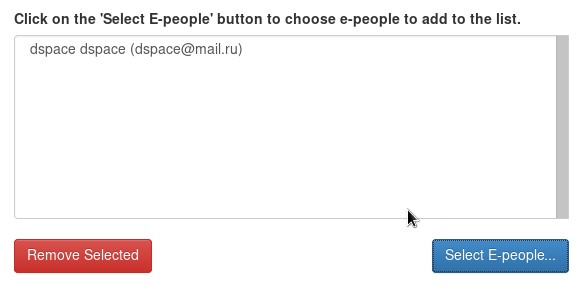 Click on the 'Select E-people' button to choose e-people to add to the list.
dspace dspace (dspace@mail.ru)
Remove Selected
Select E-people...